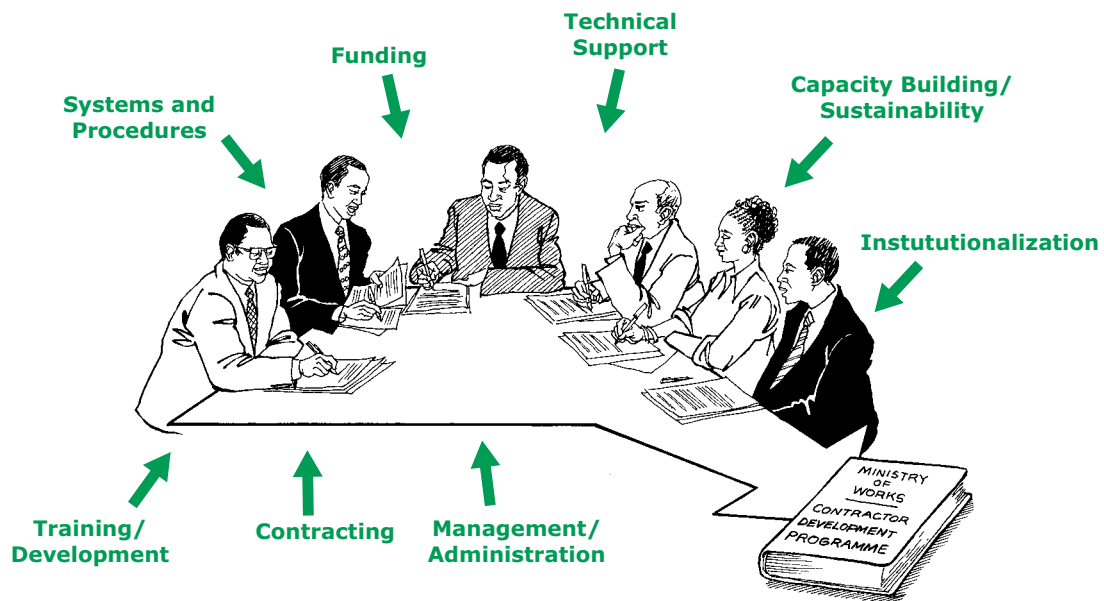 Technical
Support
Funding
Capacity Building/
Sustainability
Systems and
Procedures
Instututionalization
MINISTRY
OF
WORKS
CONTRACTOR
DEVELOPMENT
PROGRAMME
Training/
Development
Contracting
Management/
Administration